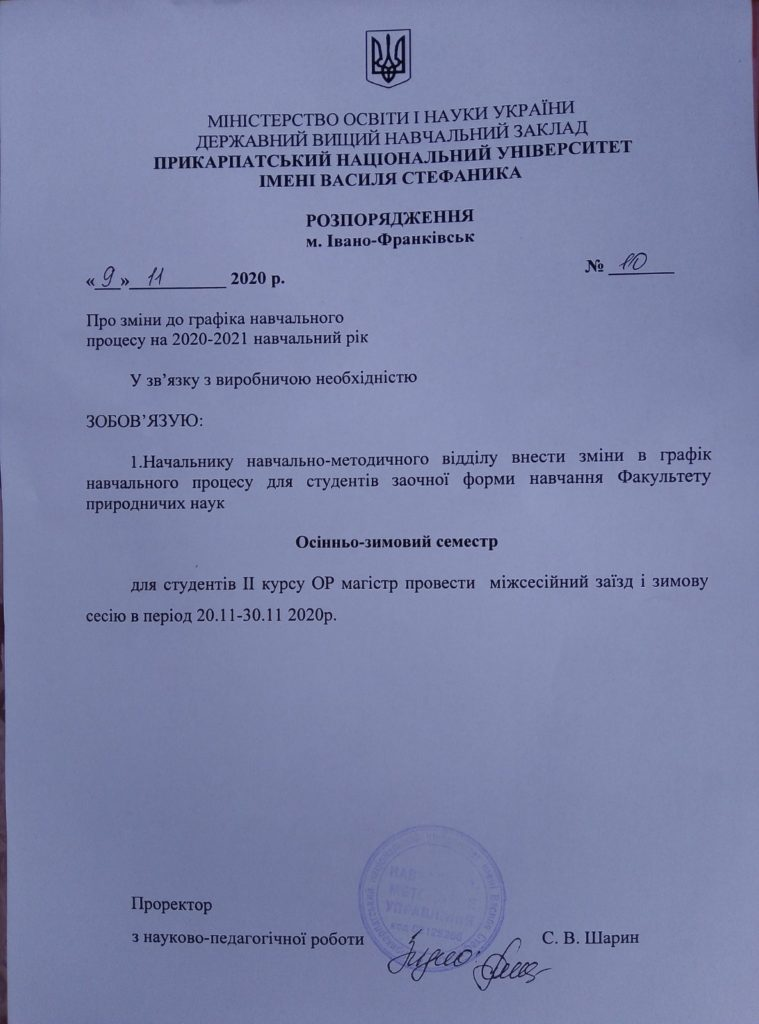 МІНІСТЕРСТВО ОСВІТИ І НАУКИ УКРАЇНИ
ДЕРЖАВНИЙ ВИЩИЙ НАВЧАЛЬНИЙ ЗАКЛАД
ПРИКАРПАТСЬКИЙ НАЦІОНАЛЬНИЙ УНІВЕРСИТЕТ
ІМЕНІ ВАСИЛЯ СТЕФАНИКА
РОЗПОРЯДЖЕННЯ
м. Івано-Франківськ
«9» 11 2020 р. № 10
Про зміни до графіка навчального
процесу на 2020-2021 навчальний рік
У зв’язку з виробничою необхідністю
ЗОБОВ’ЯЗУЮ:
1.Начальнику навчально-методичного відділу внести зміни в графік
навчального процесу для студентів заочної форми навчання Факультету
природничих наук
Осінньо-зимовий семестр
для студентів ІІ курсу ОР магістр провести міжсесійний заїзд і зимову
сесію в період 20.11-30.11 2020р.
УПРАВЛІННЯ
Проректор
з науково-педагогічної роботи С. В. Шарин
Згідно